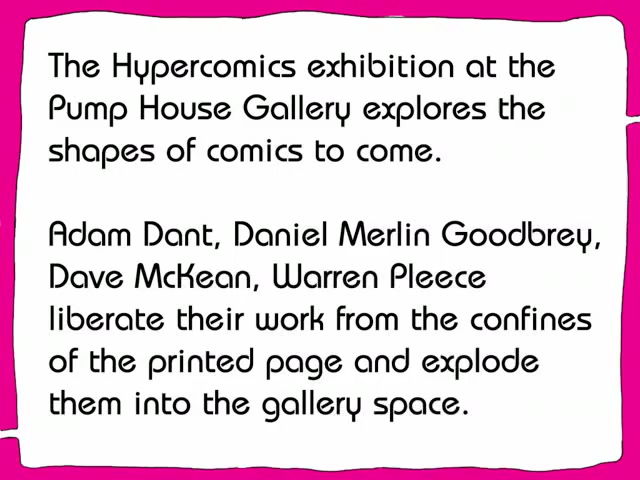 The Hypercomics exhibition at the
Pump House Gallery explores the
shapes of comics to come.
Adam Dant, Daniel Merlin Goodbrey,
Dave McKean, Warren Pleece
liberate their work from the confines
of the printed page and explode
them into the gallery space.